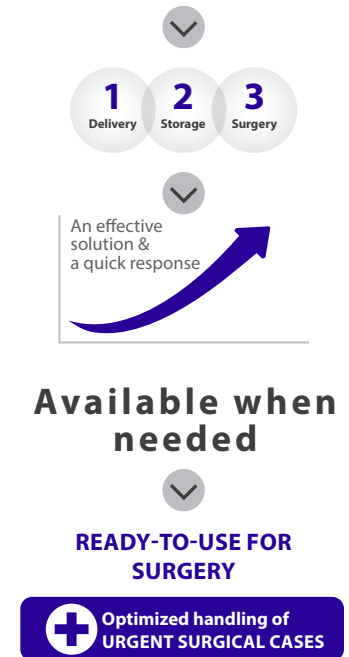 1 2 3
Delivery Storage Surgery
An effective
solution &
a quick response
Available when
needed
READY-TO-USE FOR
SURGERY
Optimized handling of
URGENT SURGICAL CASES